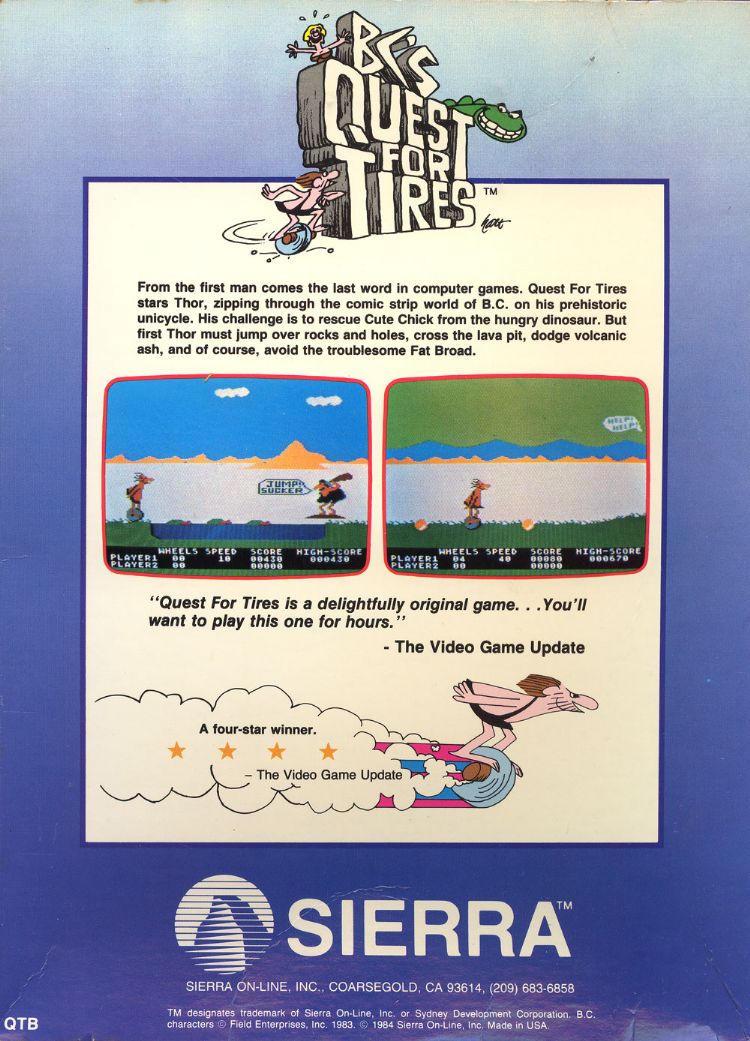 B.C.'s
QUEST
FOR
TIRES™
Hart
From the first man comes the last word in computer games. Quest For Tires
stars Thor, zipping through the comic strip world of B.C. on his prehistoric
unicycle. His challenge is to rescue Cute Chick from the hungry dinosaur. But
first Thor must jump over rocks and holes, cross the lava pit, dodge volcanic
ash, and of course, avoid the troublesome Fat Broad.
JUMP!
SUCKER
WHEELS SPEED SCORE HIGH-SCORE
PLAYER1 00 10 00430 000430
PLAYER2 00 00000
HELP!
HELP!
WHEELS SPEED SCORE HIGH-SCORE
PLAYER1 04 40 00080 000670
PLAYER2 00 00000
"Quest For Tires is a delightfully original game. . .You'll
want to play this one for hours."
- The Video Game Update
A four-star winner.
– The Video Game Update
SIERRA™
SIERRA ON-LINE, INC., COARSEGOLD, CA 93614, (209) 683-6858
TM designates trademark of Sierra On-Line, Inc. or Sydney Development Corporation. B.C.
characters © Field Enterprises, Inc. 1983. © 1984 Sierra On-Line, Inc. Made in USA.
QTB